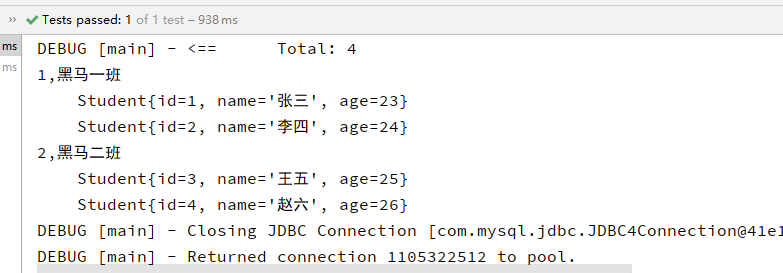 ›› ✔ Tests passed: 1 of 1 test – 938 ms
ms DEBUG [main] - <==      Total: 4
ms 1,黑马一班
    Student{id=1, name='张三', age=23}
    Student{id=2, name='李四', age=24}
2,黑马二班
    Student{id=3, name='王五', age=25}
    Student{id=4, name='赵六', age=26}
DEBUG [main] - Closing JDBC Connection [com.mysql.jdbc.JDBC4Connection@41e1
DEBUG [main] - Returned connection 1105322512 to pool.